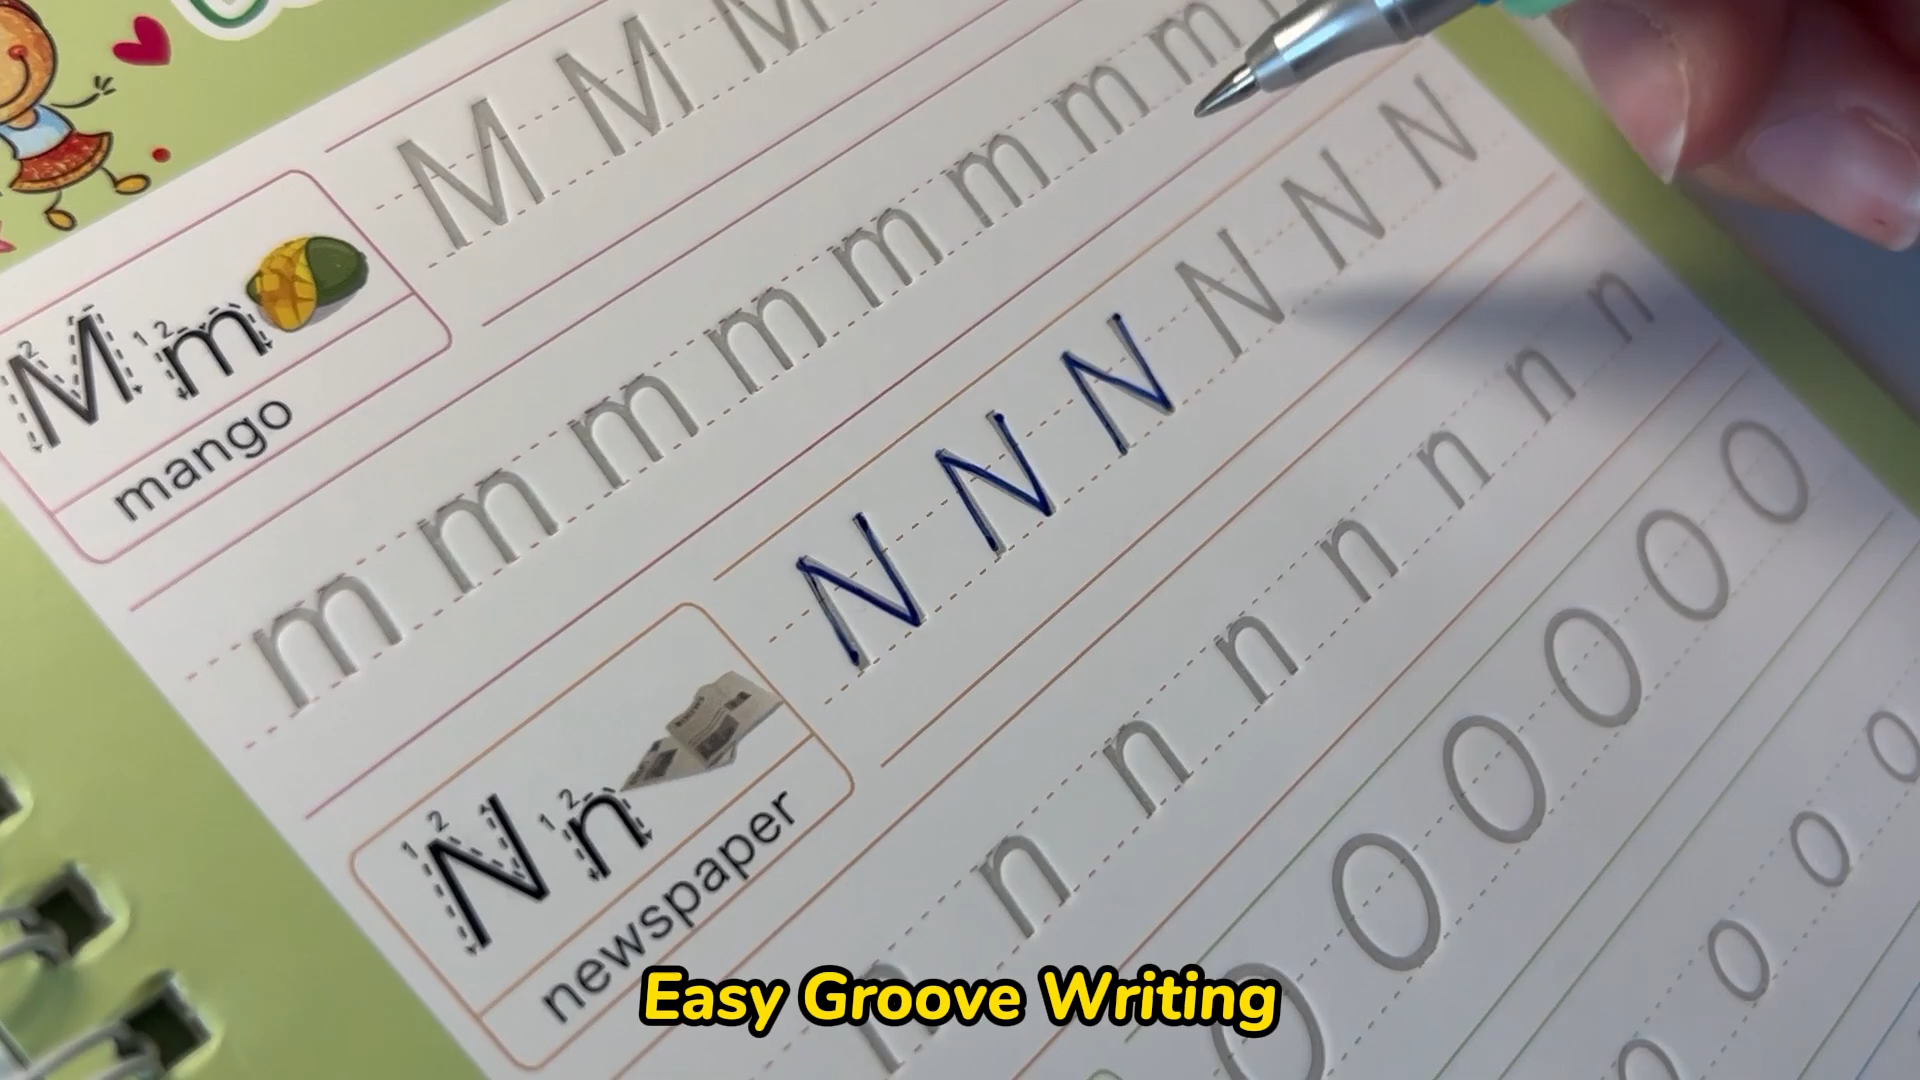 M M M
Mm
mango
m m m m m m m m
N N N N N N
Nn
newspaper
n n n n n n n n
O O O O O O
o o o o
Easy Groove Writing